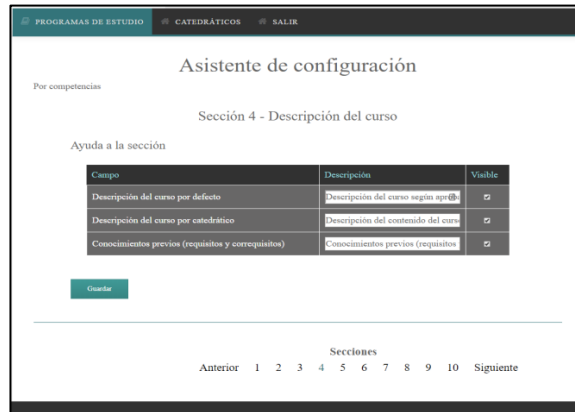 PROGRAMAS DE ESTUDIO CATEDRÁTICOS SALIR
Asistente de configuración
Por competencias
Sección 4 - Descripción del curso
Ayuda a la sección
Campo Descripción Visible
Descripción del curso por defecto Descripción del curso según
Descripción del curso por catedrático Descripción del contenido del curs
Conocimientos previos (requisitos y correquisitos) Conocimientos previos (requisitos
Guardar
Secciones
Anterior 1 2 3 4 5 6 7 8 9 10 Siguiente